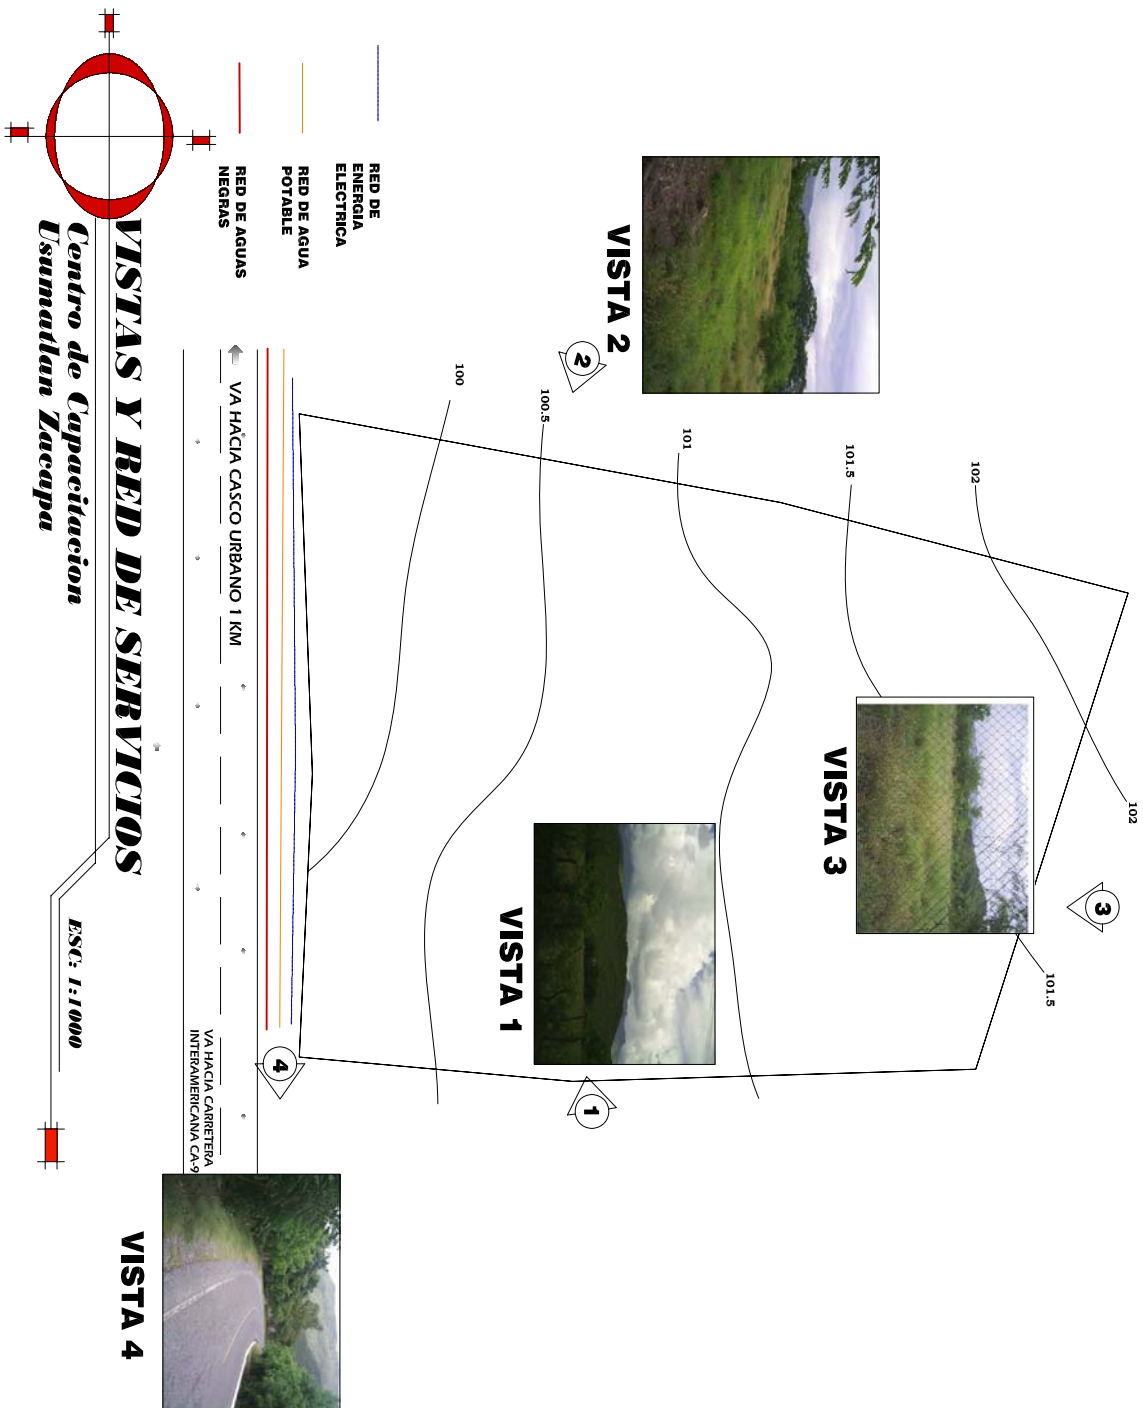 VISTA 2
2
102
101.5
101
100.5
100
102
101.5
VISTA 3
3
VISTA 1
1
4
VISTA 4
RED DE
ENERGIA
ELECTRICA
RED DE AGUA
POTABLE
RED DE AGUAS
NEGRAS
VA HACIA CASCO URBANO 1 KM
VA HACIA CARRETERA
INTERAMERICANA CA-9
VISTAS Y RED DE SERVICIOS
Centro de Capacitacion
Usumatlan Zacapa
ESC: 1:1000